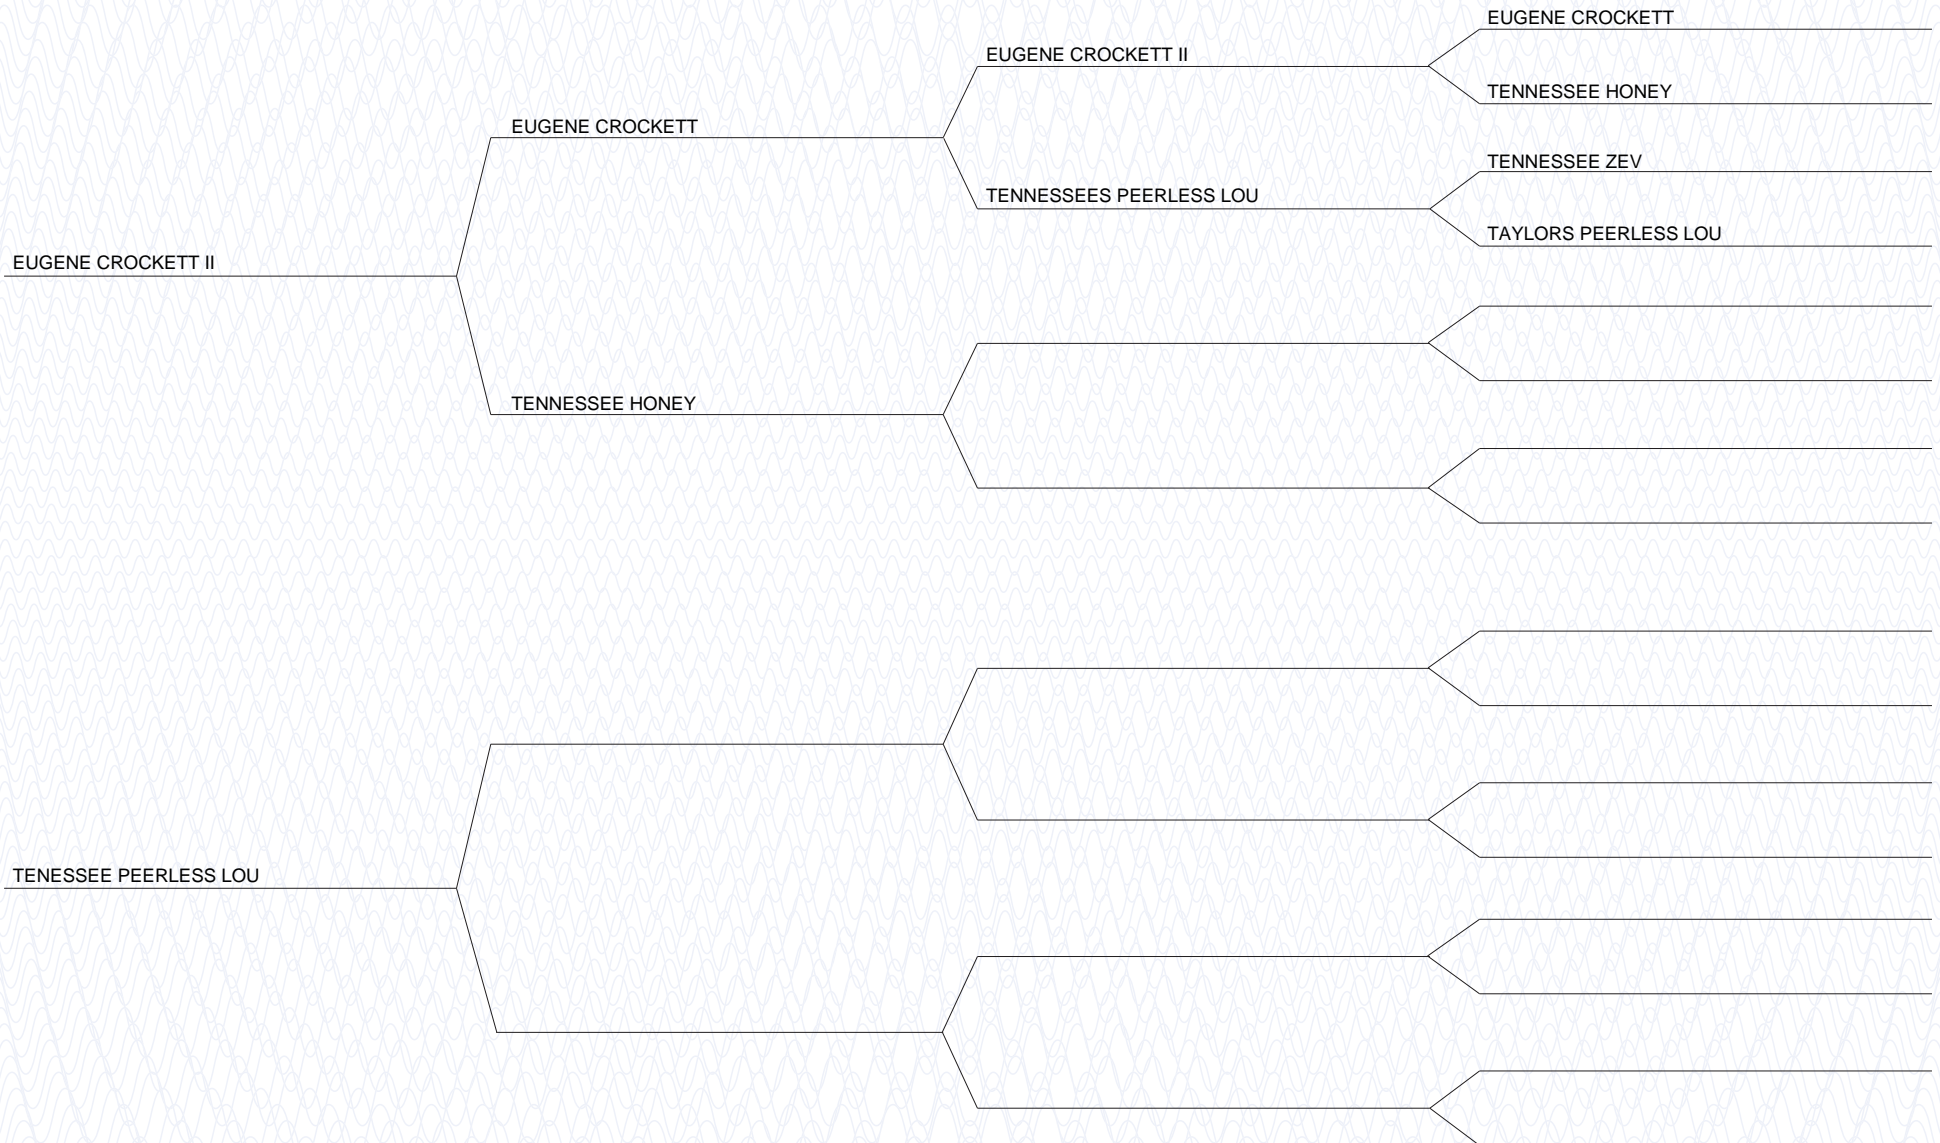 EUGENE CROCKETT
EUGENE CROCKETT II
TENNESSEE HONEY
EUGENE CROCKETT
TENNESSEE ZEV
TENNESSEES PEERLESS LOU
TAYLORS PEERLESS LOU
EUGENE CROCKETT II
TENNESSEE HONEY
TENESSEE PEERLESS LOU